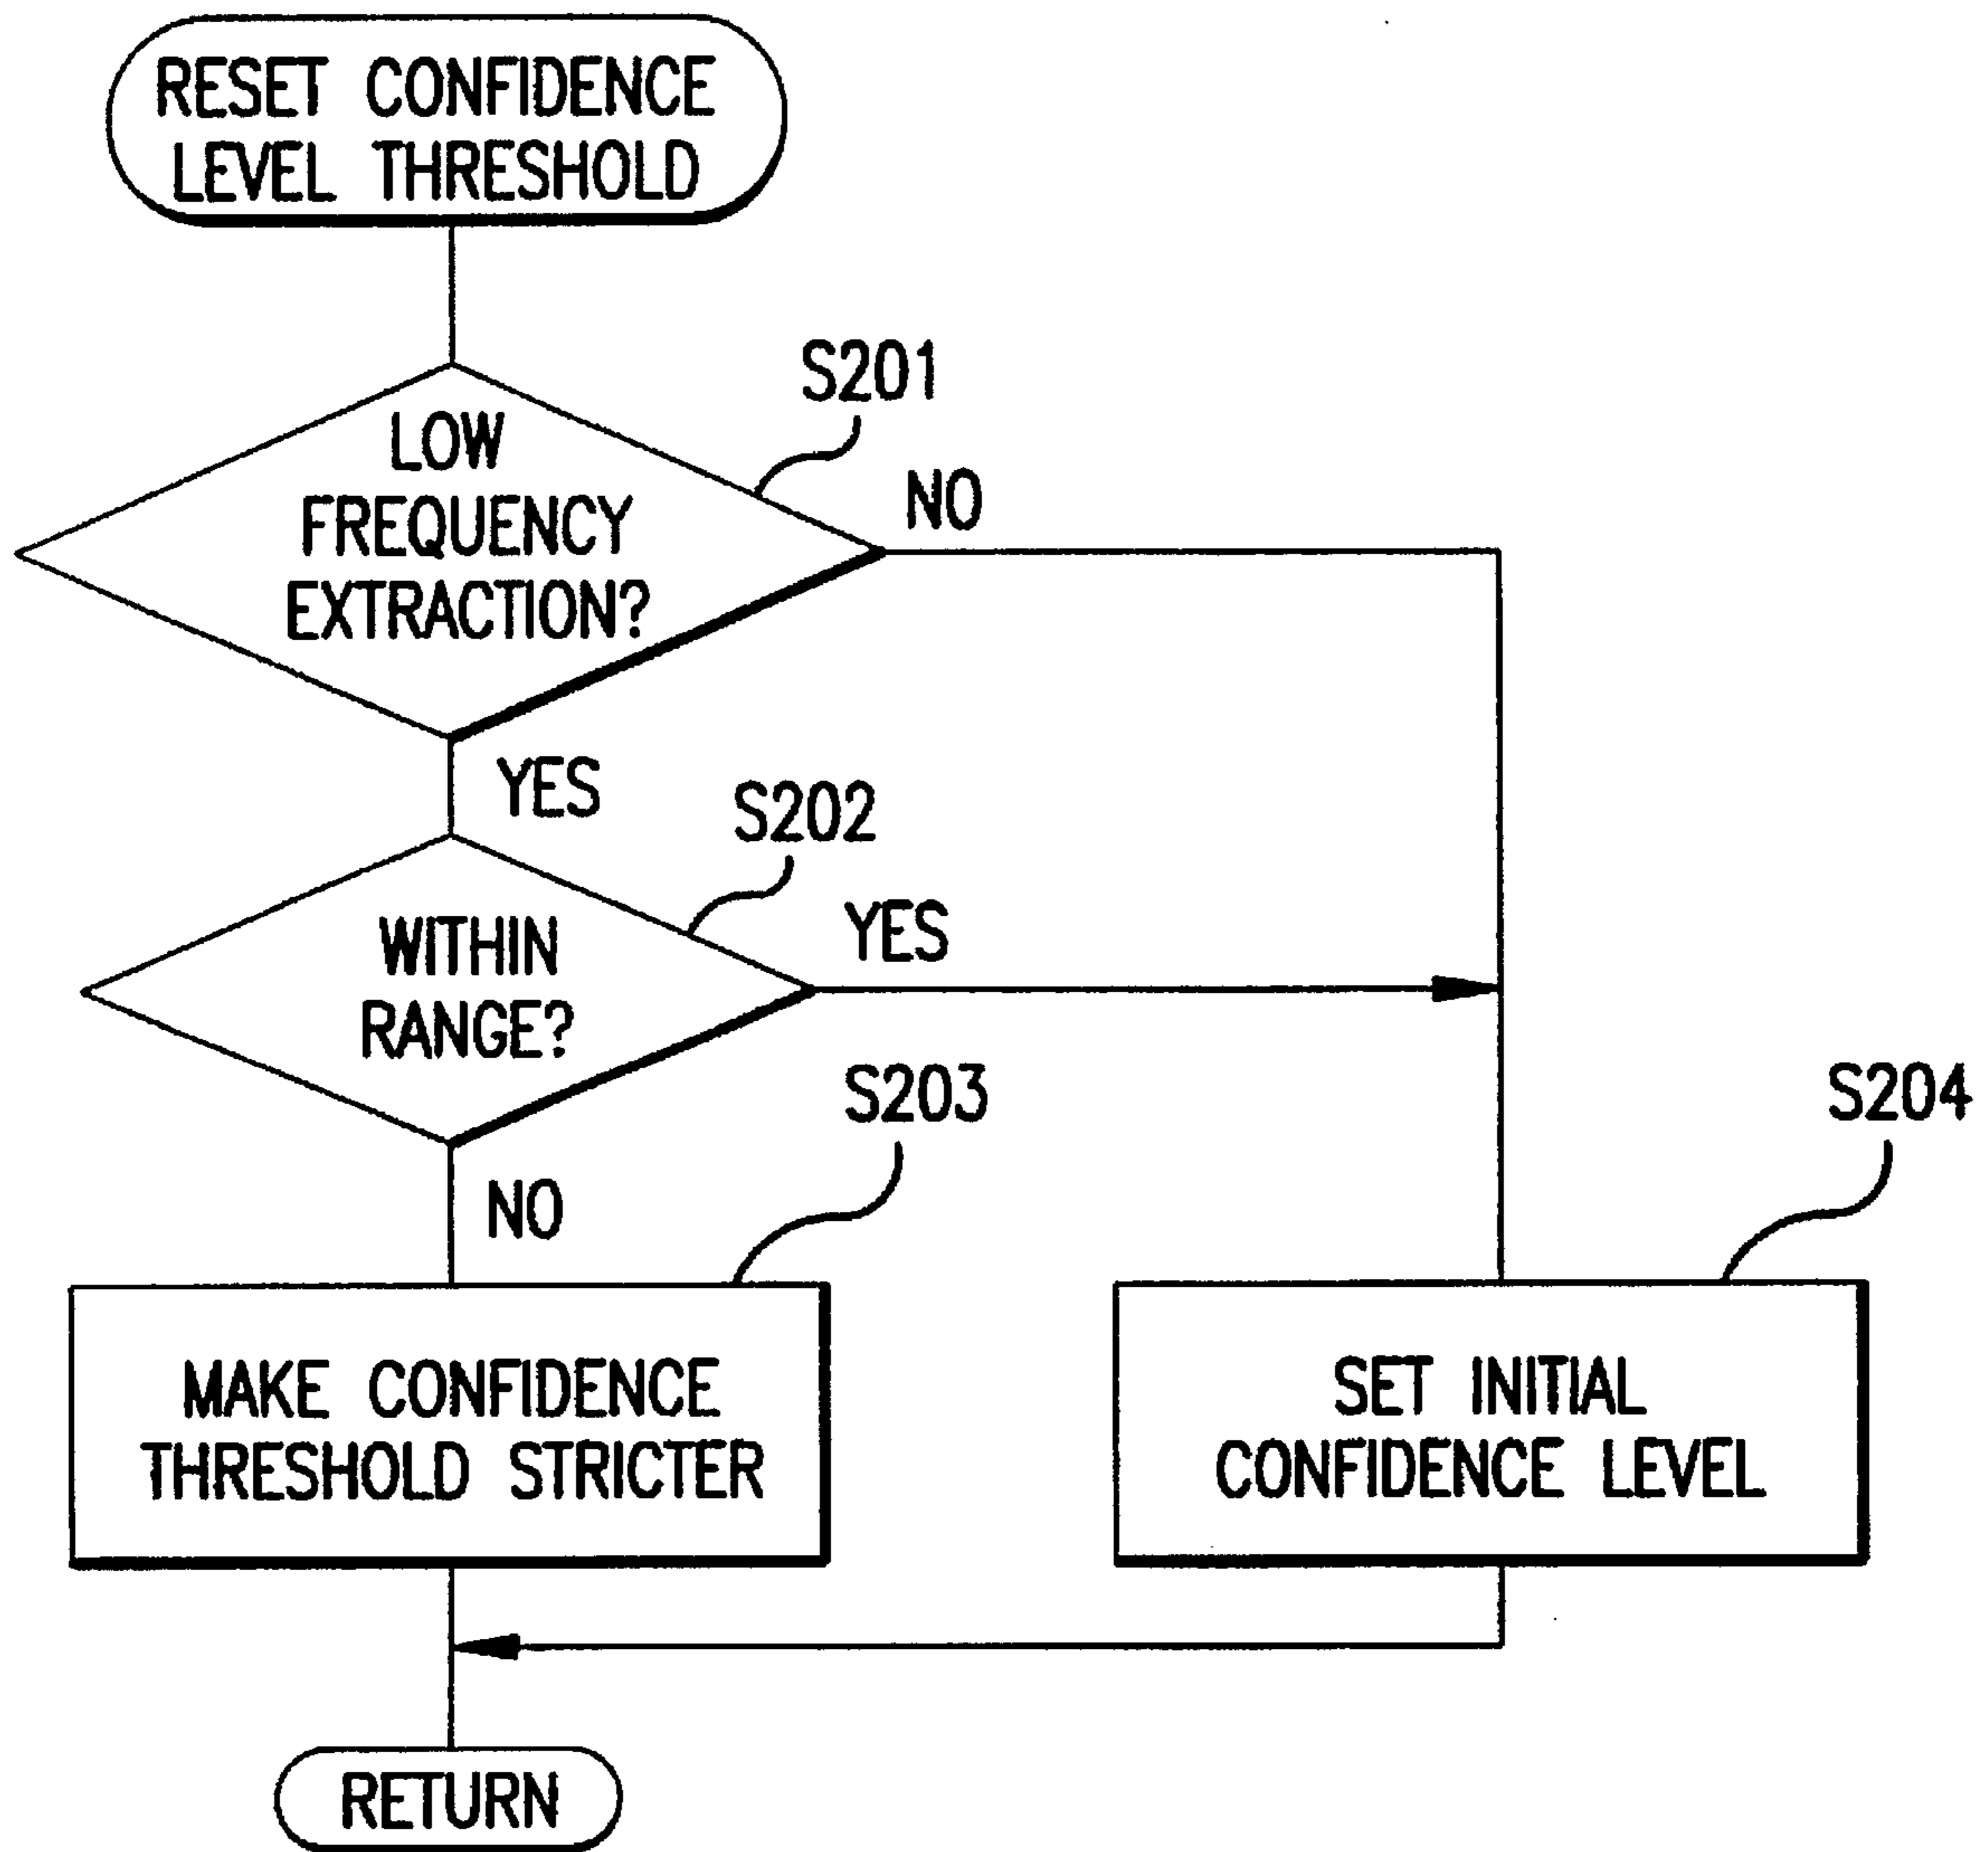 RESET CONFIDENCE
LEVEL THRESHOLD
S201
LOW
FREQUENCY
EXTRACTION?
NO
YES
S202
WITHIN
RANGE?
YES
NO
S203
MAKE CONFIDENCE
THRESHOLD STRICTER
S204
SET INITIAL
CONFIDENCE LEVEL
RETURN